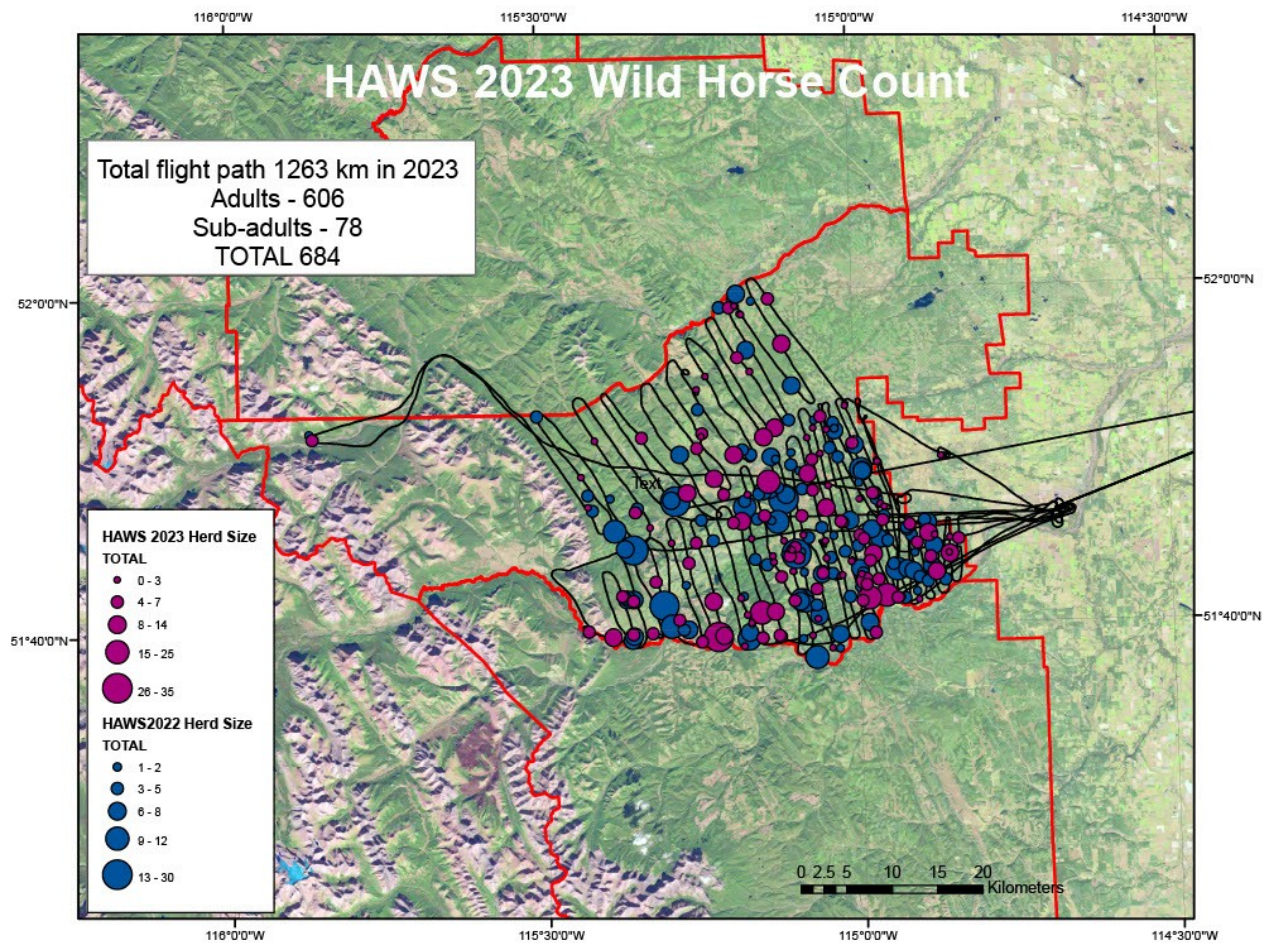 116°0'0"W 115°30'0"W 115°0'0"W 114°30'0"W
HAWS 2023 Wild Horse Count
Total flight path 1263 km in 2023
Adults - 606
Sub-adults - 78
TOTAL 684
52°0'0"N
52°0'0"N
Text
HAWS 2023 Herd Size
TOTAL
0 - 3
4 - 7
8 - 14
15 - 25
26 - 35
HAWS2022 Herd Size
TOTAL
1 - 2
3 - 5
6 - 8
9 - 12
13 - 30
51°40'0"N
51°40'0"N
0 2.5 5 10 15 20
Kilometers
116°0'0"W 115°30'0"W 115°0'0"W 114°30'0"W